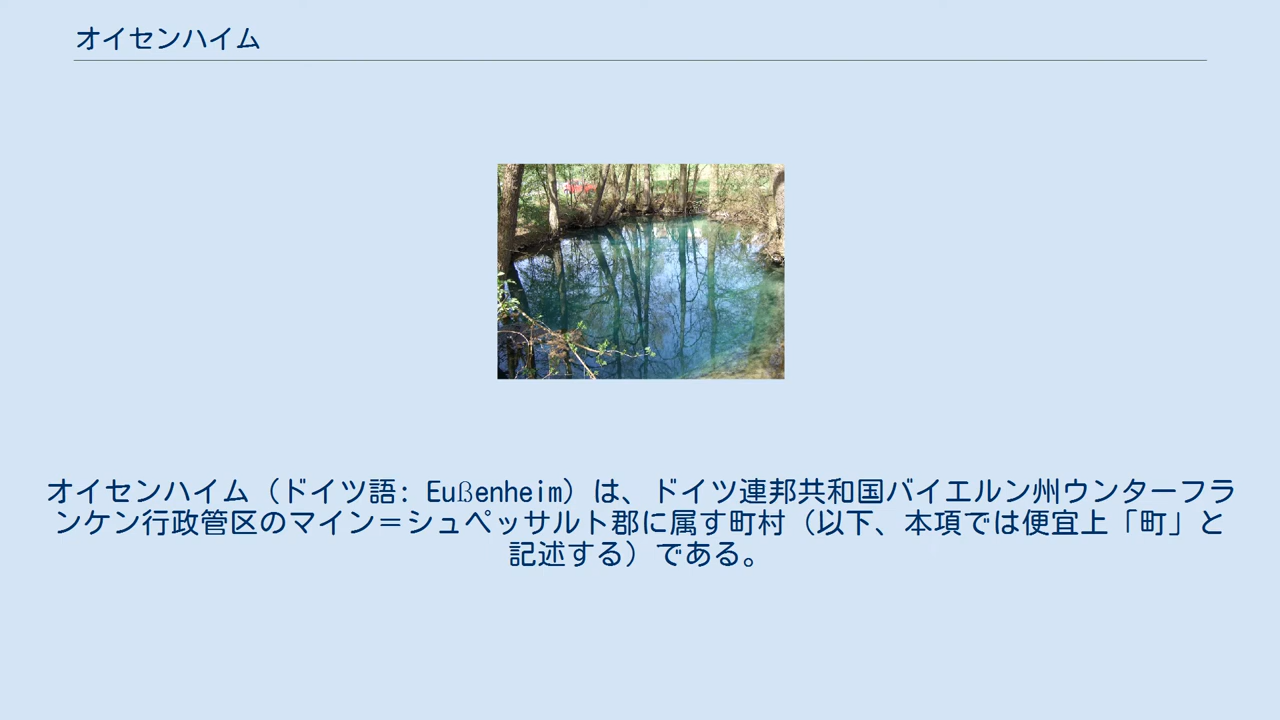 オイセンハイム
オイセンハイム（ドイツ語: Eußenheim）は、ドイツ連邦共和国バイエルン州ウンターフラ
ンケン行政管区のマイン＝シュペッサルト郡に属す町村（以下、本項では便宜上「町」と
記述する）である。